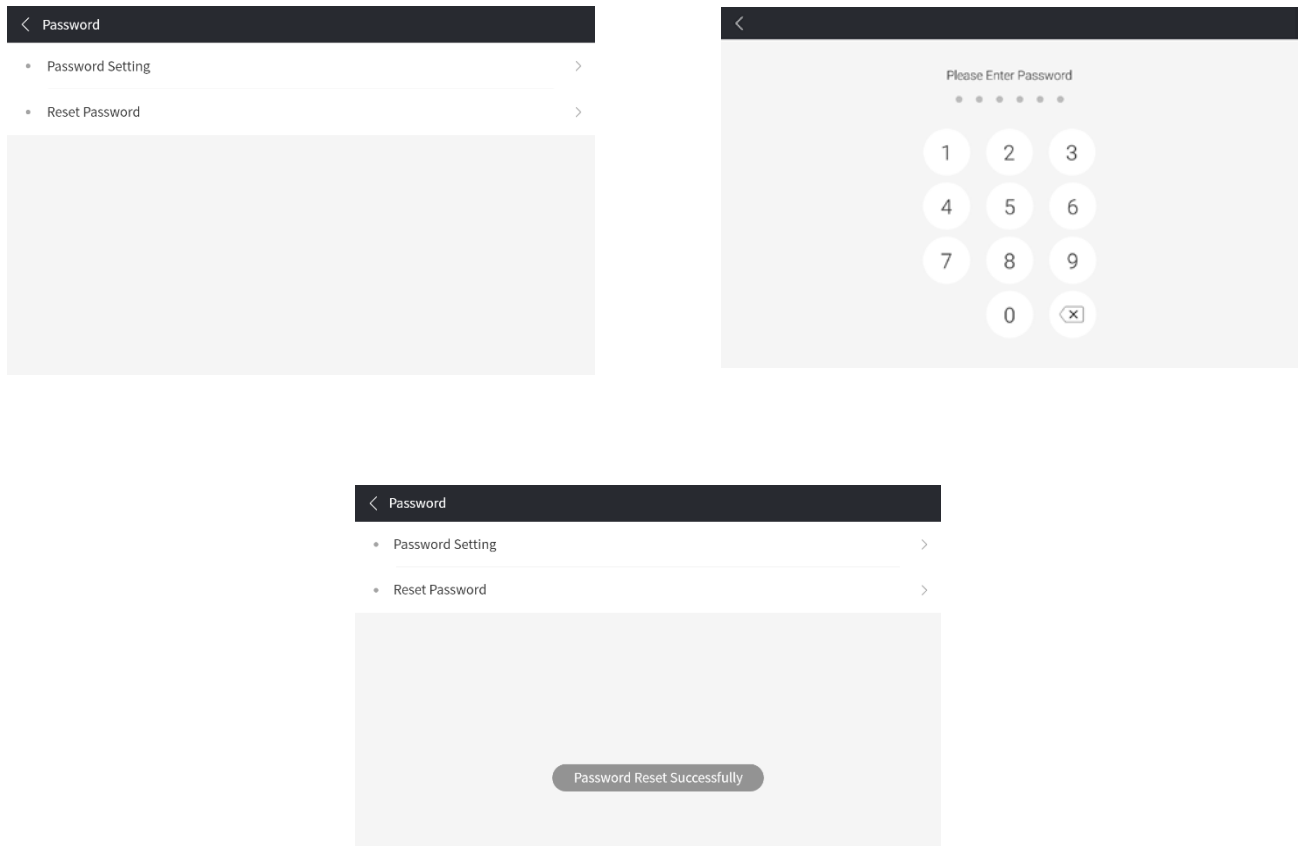 Password
Password Setting
Reset Password
Please Enter Password
1 2 3
4 5 6
7 8 9
0
Password
Password Setting
Reset Password
Password Reset Successfully